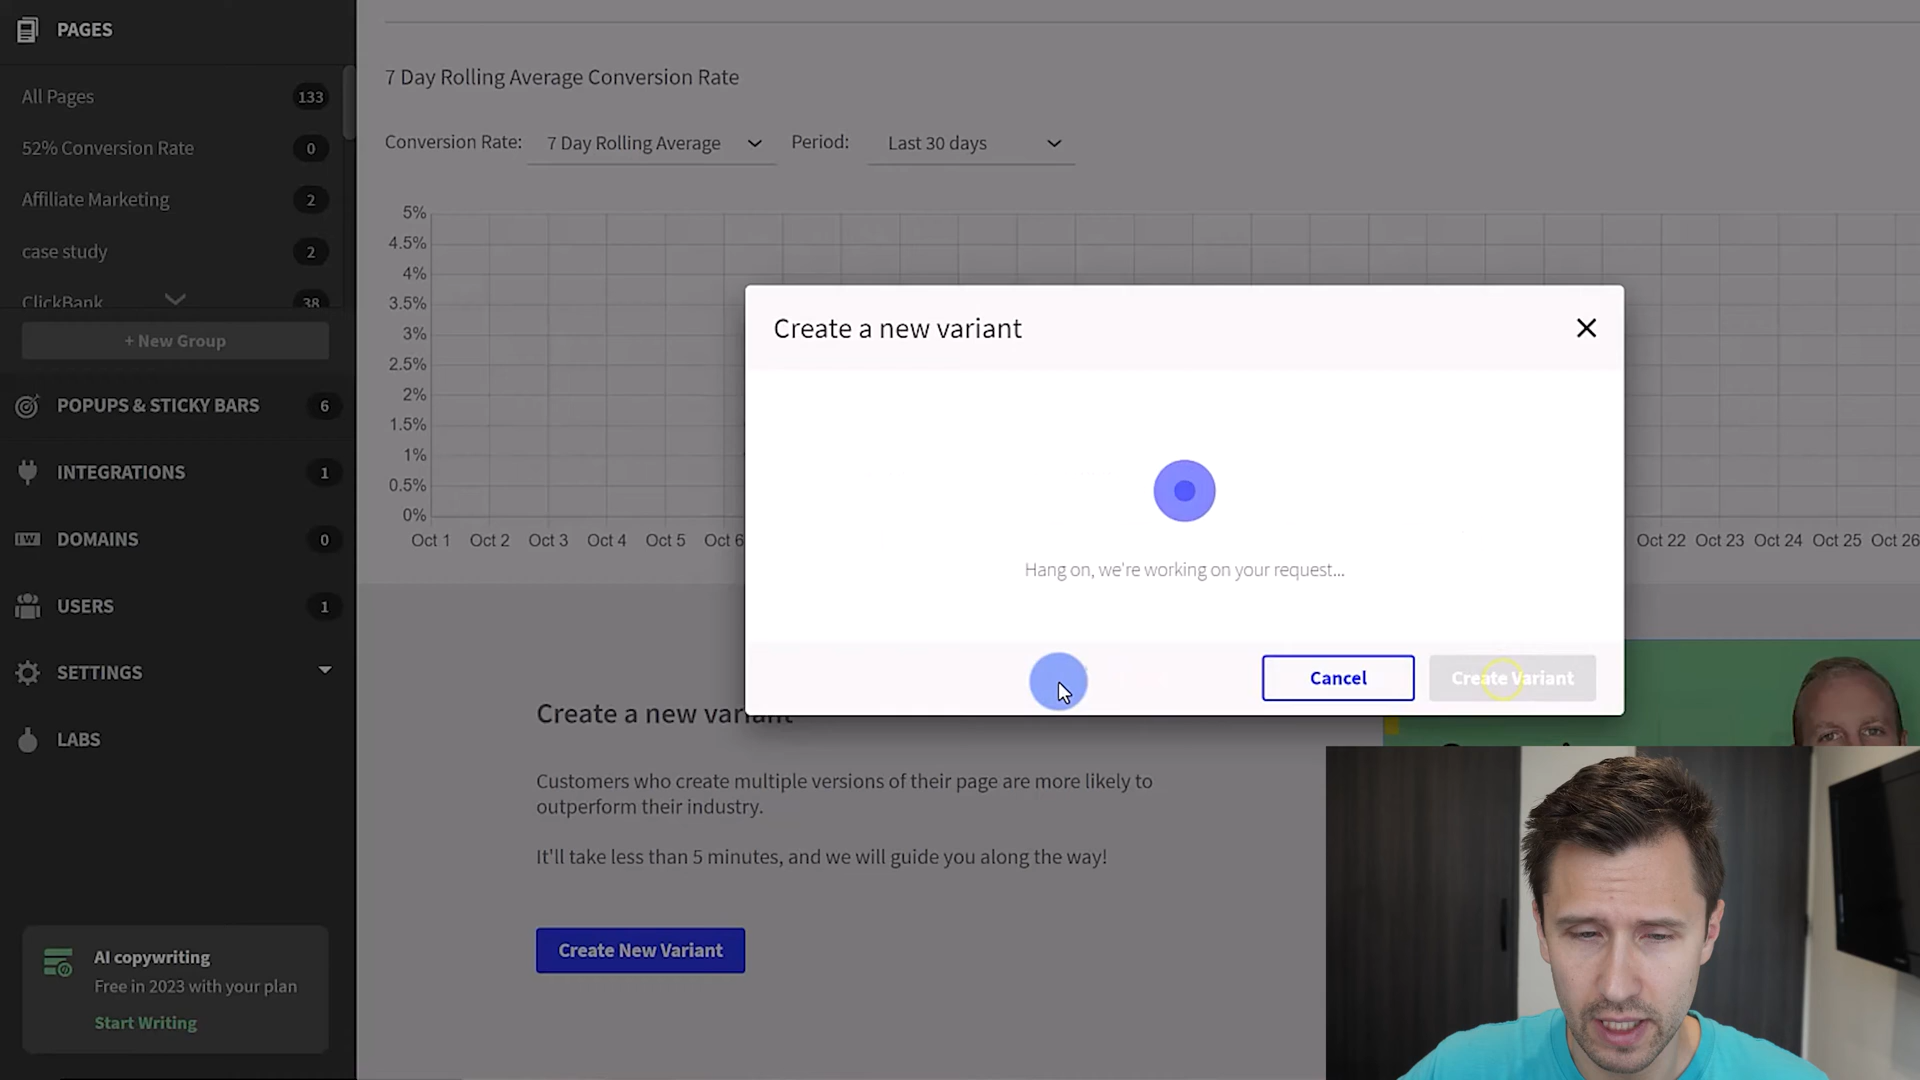 PAGES
All Pages 133
52% Conversion Rate 0
Affiliate Marketing 2
case study 2
ClickBank 38
+ New Group
POPUPS & STICKY BARS 6
INTEGRATIONS 1
DOMAINS 0
USERS 1
SETTINGS
LABS
AI copywriting
Free in 2023 with your plan
Start Writing
7 Day Rolling Average Conversion Rate
Conversion Rate: 7 Day Rolling Average Period: Last 30 days
5%
4.5%
4%
3.5%
3%
2.5%
2%
1.5%
1%
0.5%
0%
Oct 1 Oct 2 Oct 3 Oct 4 Oct 5 Oct 6 Oct 22 Oct 23 Oct 24 Oct 25 Oct 26
Create a new variant
Hang on, we're working on your request...
Cancel Create Variant
Create a new variant
Customers who create multiple versions of their page are more likely to
outperform their industry.
It'll take less than 5 minutes, and we will guide you along the way!
Create New Variant